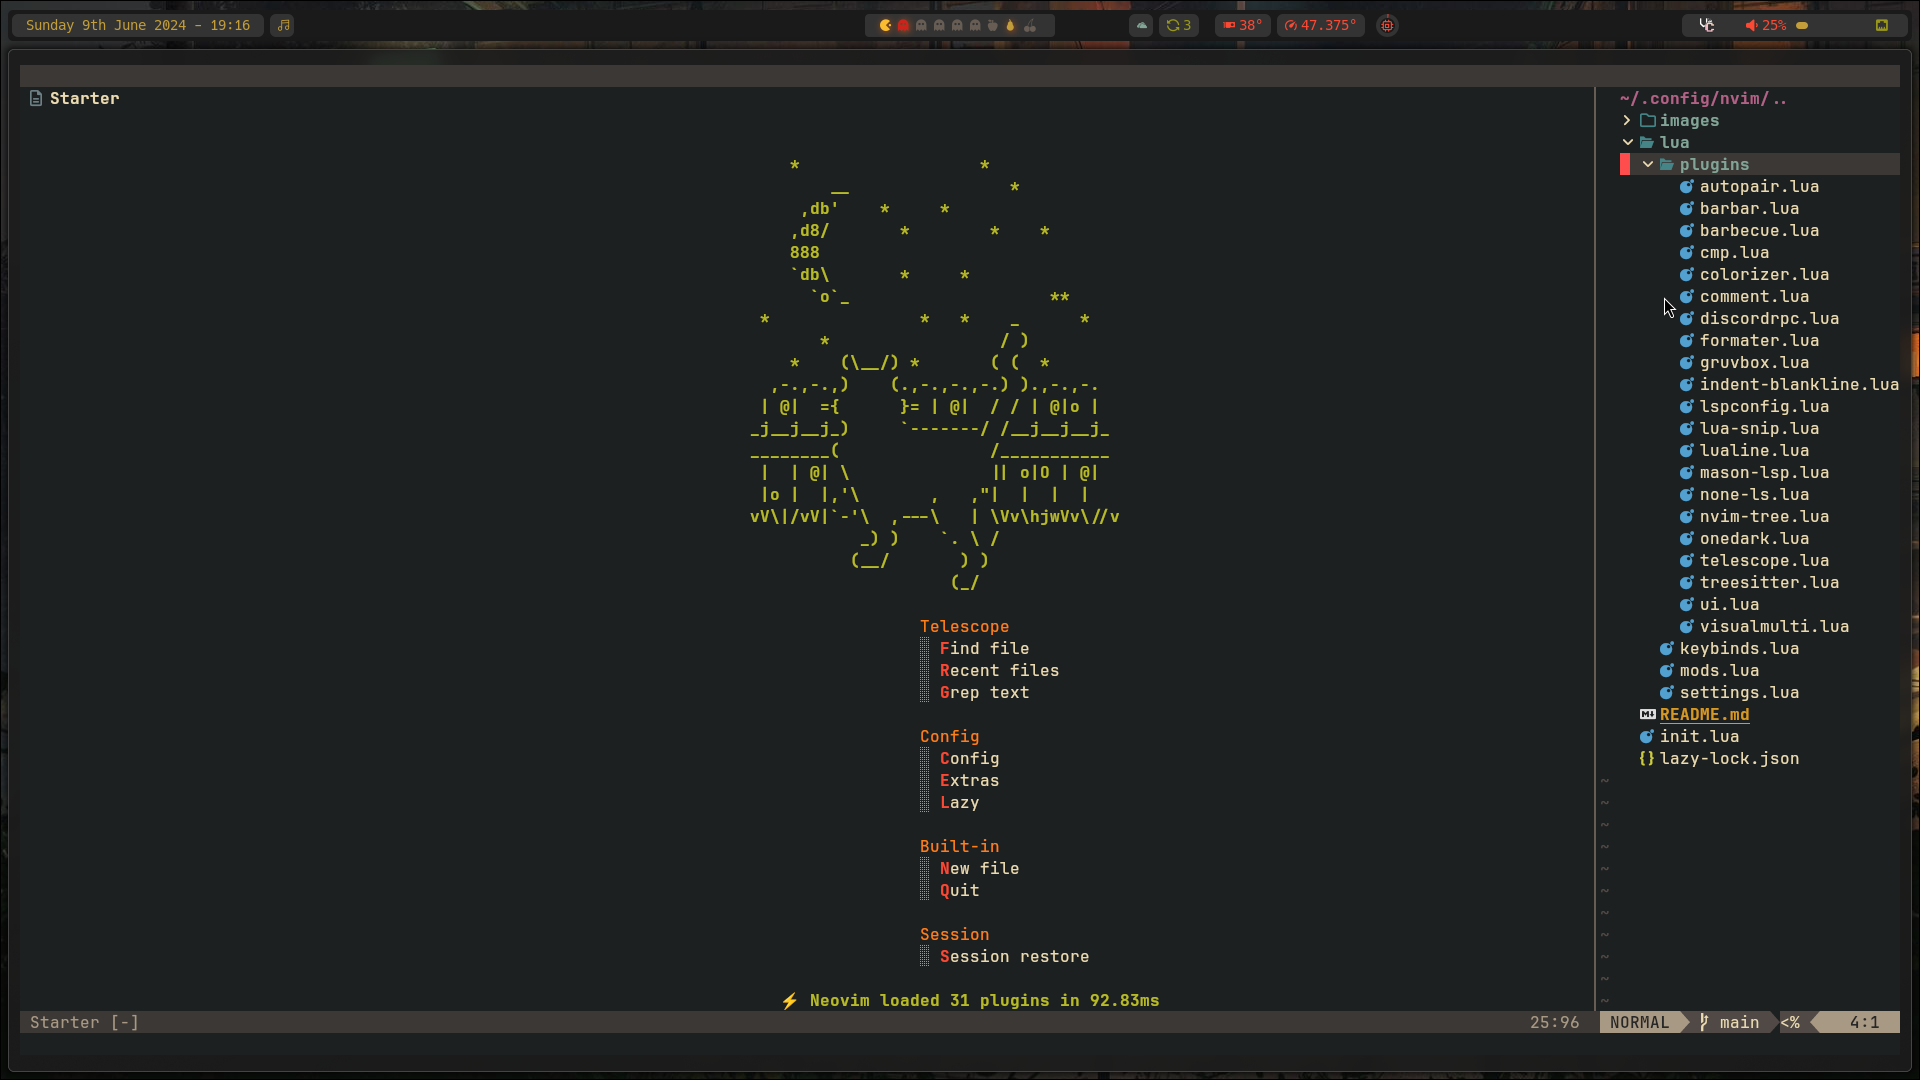 Sunday 9th June 2024 - 19:16
3
38°
47.375°
25%
Starter
*                  *
    __                *
 ,db'    *     *
,d8/       *        *    *
888
`db\       *     *
  `o`_                    **
*               *   *    _      *
      *                 / )
   *    (\__/) *       ( (  *
 ,-.,-.,)    (.,-.,-.,-.) ).,-.,-.
| @|  ={      }= | @|  / / | @|o |
_j__j__j_)     `-------/ /__j__j__j_
________(               /___________
 |  | @| \              || o|O | @|
 |o |  |,'\       ,   ,"|  |  |  |
vV\|/vV|`-'\  ,---\   | \Vv\hjwVv\//v
           _) )    `. \ /
          (__/       ) )
                    (_/
Telescope
Find file
Recent files
Grep text
Config
Config
Extras
Lazy
Built-in
New file
Quit
Session
Session restore
⚡ Neovim loaded 31 plugins in 92.83ms
~/.config/nvim/..
images
lua
plugins
autopair.lua
barbar.lua
barbecue.lua
cmp.lua
colorizer.lua
comment.lua
discordrpc.lua
formater.lua
gruvbox.lua
indent-blankline.lua
lspconfig.lua
lua-snip.lua
lualine.lua
mason-lsp.lua
none-ls.lua
nvim-tree.lua
onedark.lua
telescope.lua
treesitter.lua
ui.lua
visualmulti.lua
keybinds.lua
mods.lua
settings.lua
README.md
init.lua
{} lazy-lock.json
~
~
~
~
~
~
~
~
~
~
~
Starter [-] 25:96
NORMAL main <% 4:1